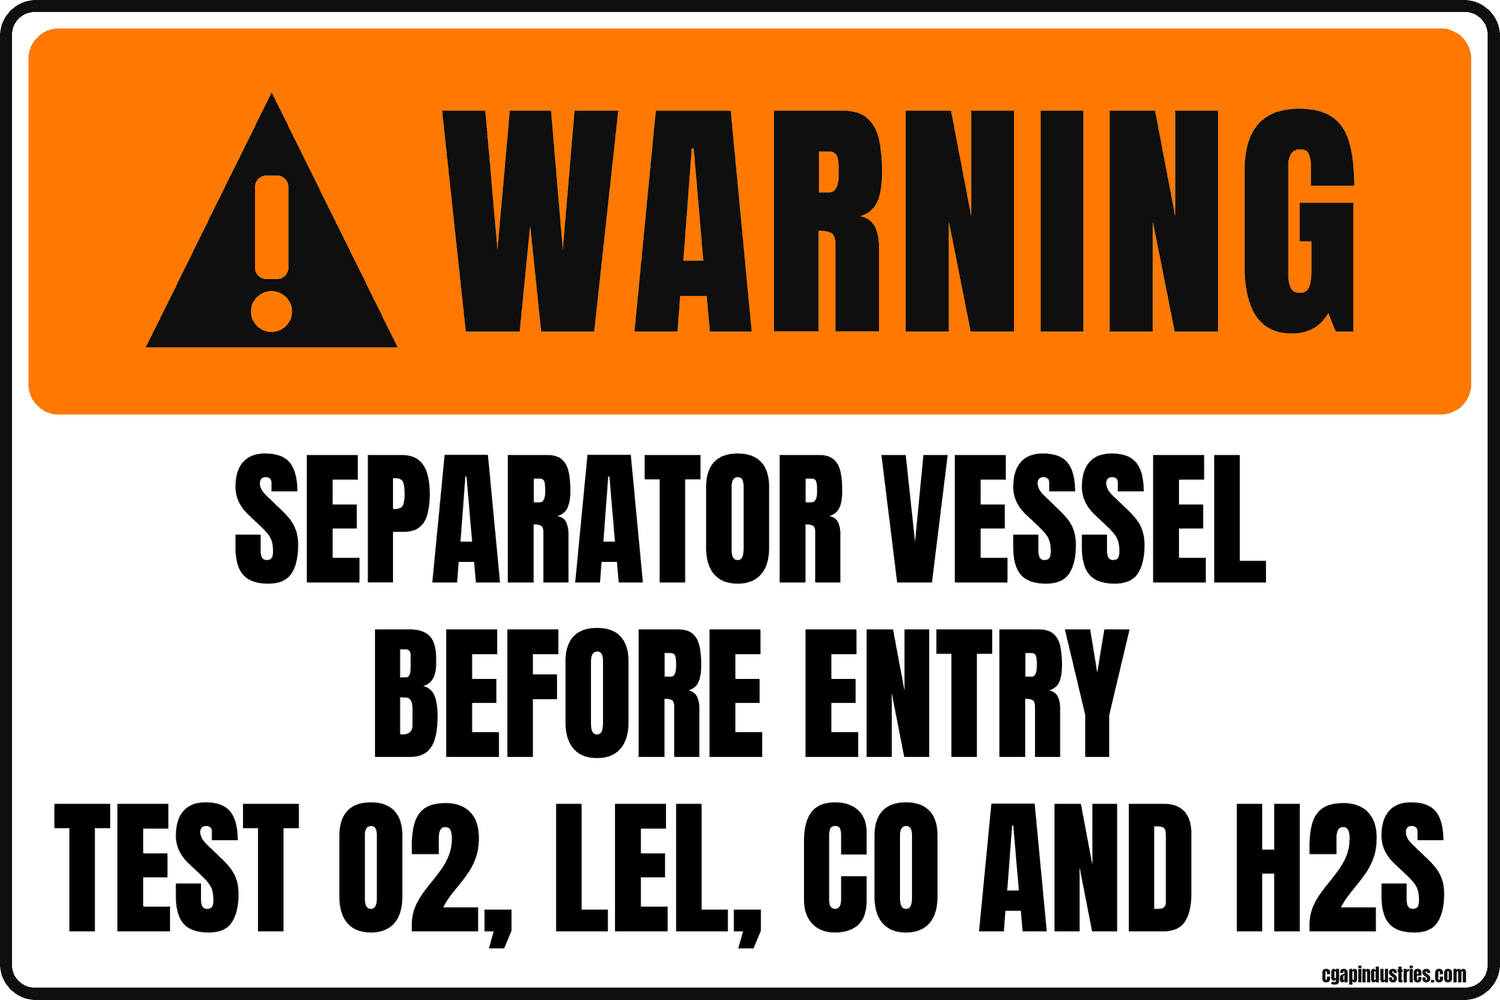 WARNING
SEPARATOR VESSEL
BEFORE ENTRY
TEST O2, LEL, CO AND H2S
cgapindustries.com